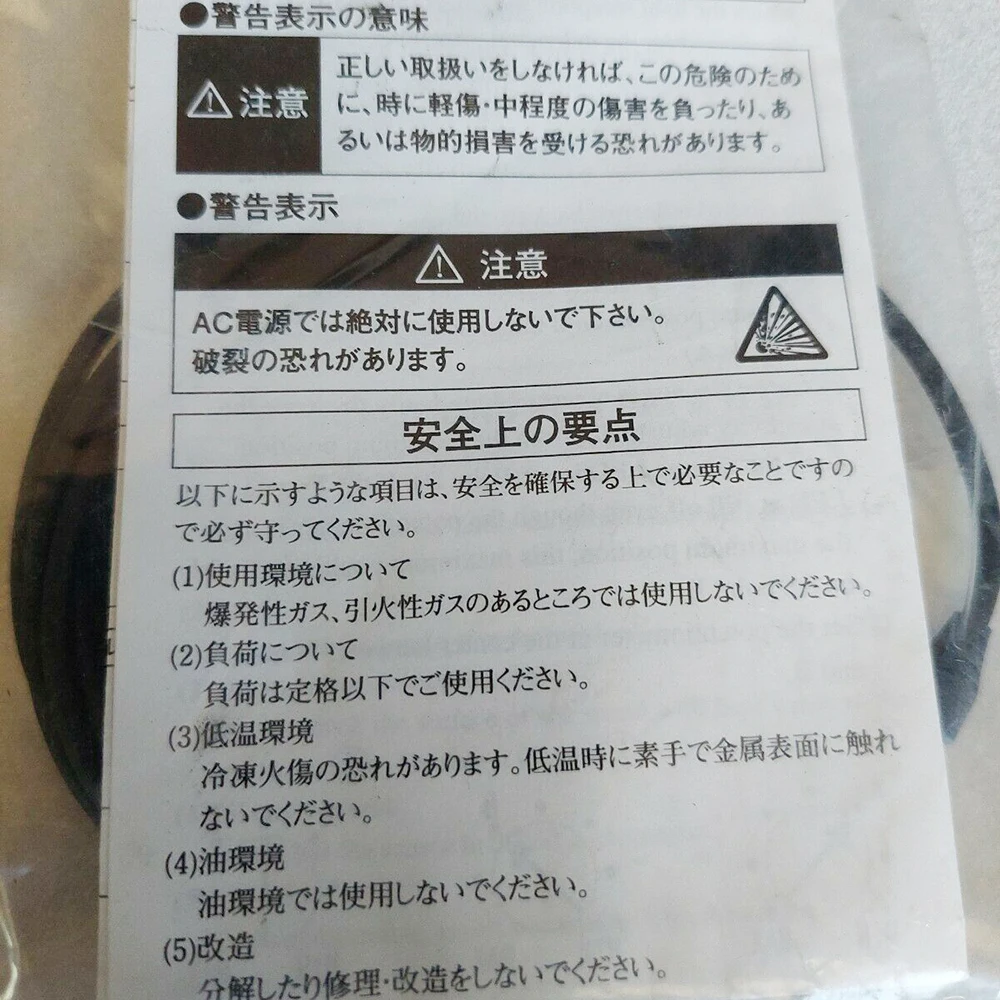 ●警告表示の意味
⚠注意
正しい取扱いをしなければ、この危険のため
に、時に軽傷・中程度の傷害を負ったり、あ
るいは物的損害を受ける恐れがあります。
●警告表示
⚠ 注意
AC電源では絶対に使用しないで下さい。
破裂の恐れがあります。
安全上の要点
以下に示すような項目は、安全を確保する上で必要なことですの
で必ず守ってください。
(1)使用環境について
爆発性ガス、引火性ガスのあるところでは使用しないでください。
(2)負荷について
負荷は定格以下でご使用ください。
(3)低温環境
冷凍火傷の恐れがあります。低温時に素手で金属表面に触れ
ないでください。
(4)油環境
油環境では使用しないでください。
(5)改造
分解したり修理・改造をしないでください。